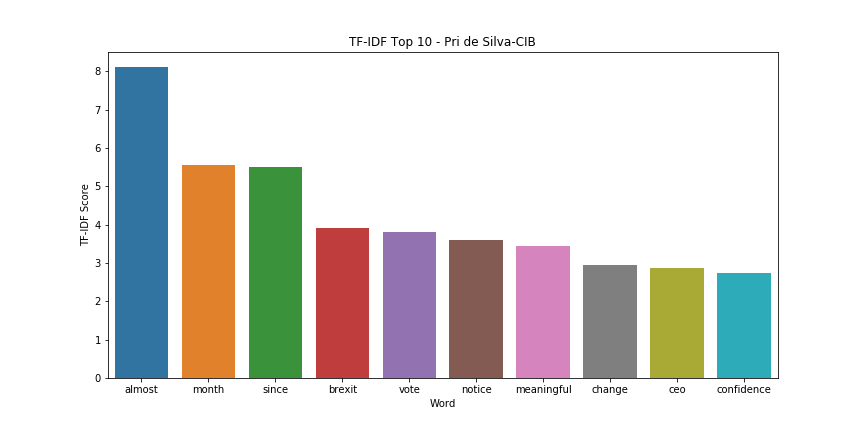 TF-IDF Top 10 - Pri de Silva-CIB
TF-IDF Score
8
7
6
5
4
3
2
1
0
almost month since brexit vote notice meaningful change ceo confidence
Word